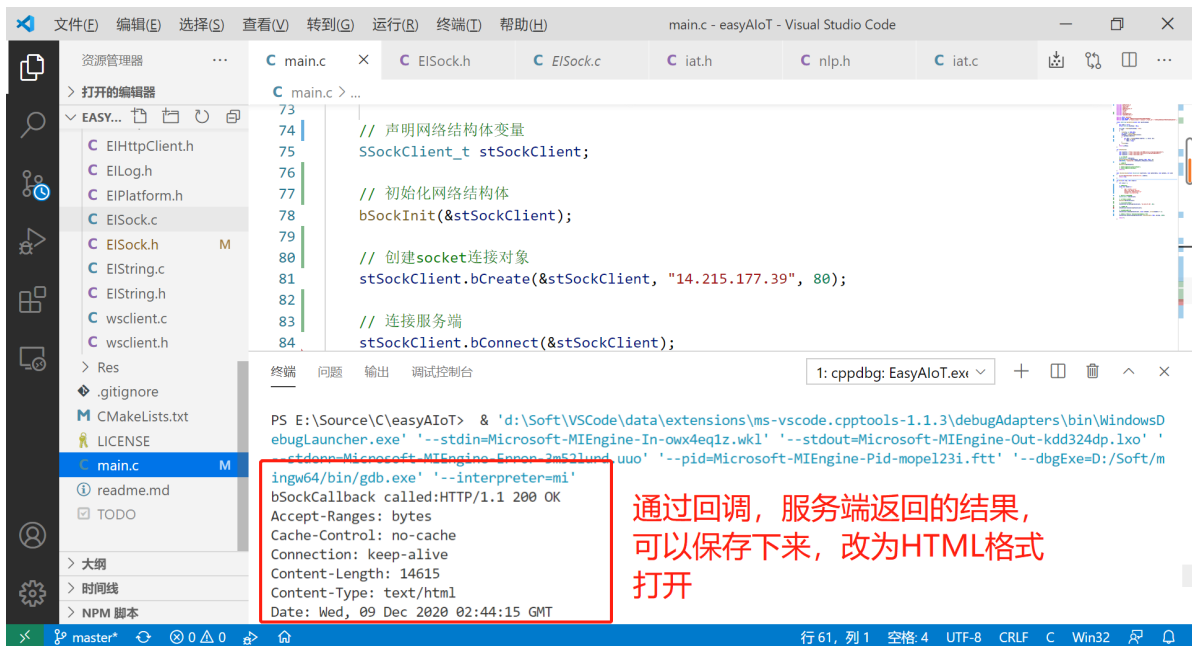 文件(F) 编辑(E) 选择(S) 查看(V) 转到(G) 运行(R) 终端(T) 帮助(H) main.c - easyAIoT - Visual Studio Code
资源管理器 ···
main.c EISock.h EISock.c iat.h nlp.h iat.c
打开的编辑器
main.c > ...
EASY...
EIHttpClient.h
EILog.h
EIPlatform.h
EISock.c
EISock.h M
EIString.c
EIString.h
wsclient.c
wsclient.h
Res
.gitignore
CMakeLists.txt
LICENSE
main.c M
readme.md
TODO
大纲
时间线
NPM 脚本
73
74 // 声明网络结构体变量
75 SSockClient_t stSockClient;
76
77 // 初始化网络结构体
78 bSockInit(&stSockClient);
79
80 // 创建socket连接对象
81 stSockClient.bCreate(&stSockClient, "14.215.177.39", 80);
82
83 // 连接服务端
84 stSockClient.bConnect(&stSockClient);
终端 问题 输出 调试控制台 1: cppdbg: EasyAIoT.exe
PS E:\Source\C\easyAIoT> & 'd:\Soft\VSCode\data\extensions\ms-vscode.cpptools-1.1.3\debugAdapters\bin\WindowsD
ebugLauncher.exe' '--stdin=Microsoft-MIEngine-In-owx4eq1z.wkl' '--stdout=Microsoft-MIEngine-Out-kdd324dp.lxo' '
--stderr=Microsoft-MIEngine-Error-3m52lurd.uuo' '--pid=Microsoft-MIEngine-Pid-mopel23i.ftt' '--dbgExe=D:/Soft/m
ingw64/bin/gdb.exe' '--interpreter=mi'
bSockCallback called:HTTP/1.1 200 OK
Accept-Ranges: bytes
Cache-Control: no-cache
Connection: keep-alive
Content-Length: 14615
Content-Type: text/html
Date: Wed, 09 Dec 2020 02:44:15 GMT
通过回调，服务端返回的结果，
可以保存下来，改为HTML格式
打开
master* 0 0 行 61，列 1 空格: 4 UTF-8 CRLF C Win32